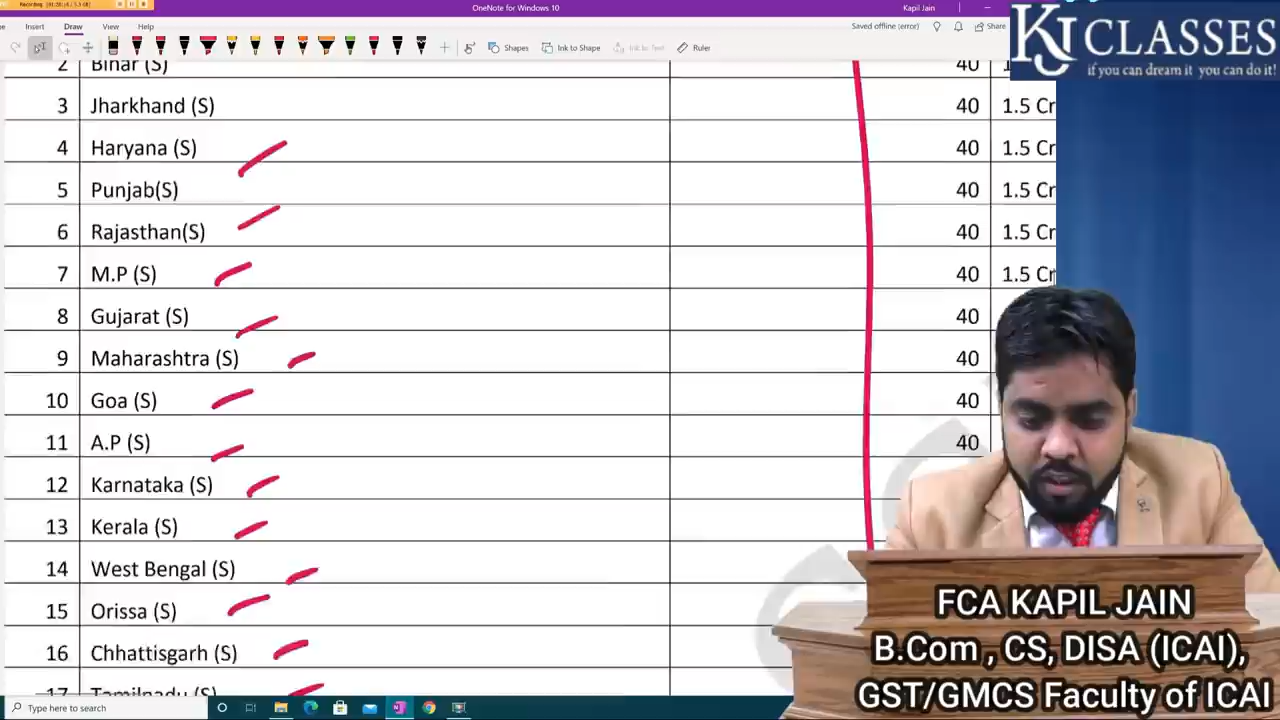 OneNote for Windows 10
Kapil Jain
Insert Draw View Help
Saved offline (error)
Share
Shapes Ink to Shape Ink to Text Ruler
KJ CLASSES
if you can dream it you can do it!
2 Bihar (S) 40
3 Jharkhand (S) 40 1.5 Cr
4 Haryana (S) 40 1.5 Cr
5 Punjab(S) 40 1.5 Cr
6 Rajasthan(S) 40 1.5 Cr
7 M.P (S) 40 1.5 Cr
8 Gujarat (S) 40
9 Maharashtra (S) 40
10 Goa (S) 40
11 A.P (S) 40
12 Karnataka (S)
13 Kerala (S)
14 West Bengal (S)
15 Orissa (S)
16 Chhattisgarh (S)
17 Tamilnadu (S)
FCA KAPIL JAIN
B.Com , CS, DISA (ICAI),
GST/GMCS Faculty of ICAI
Type here to search